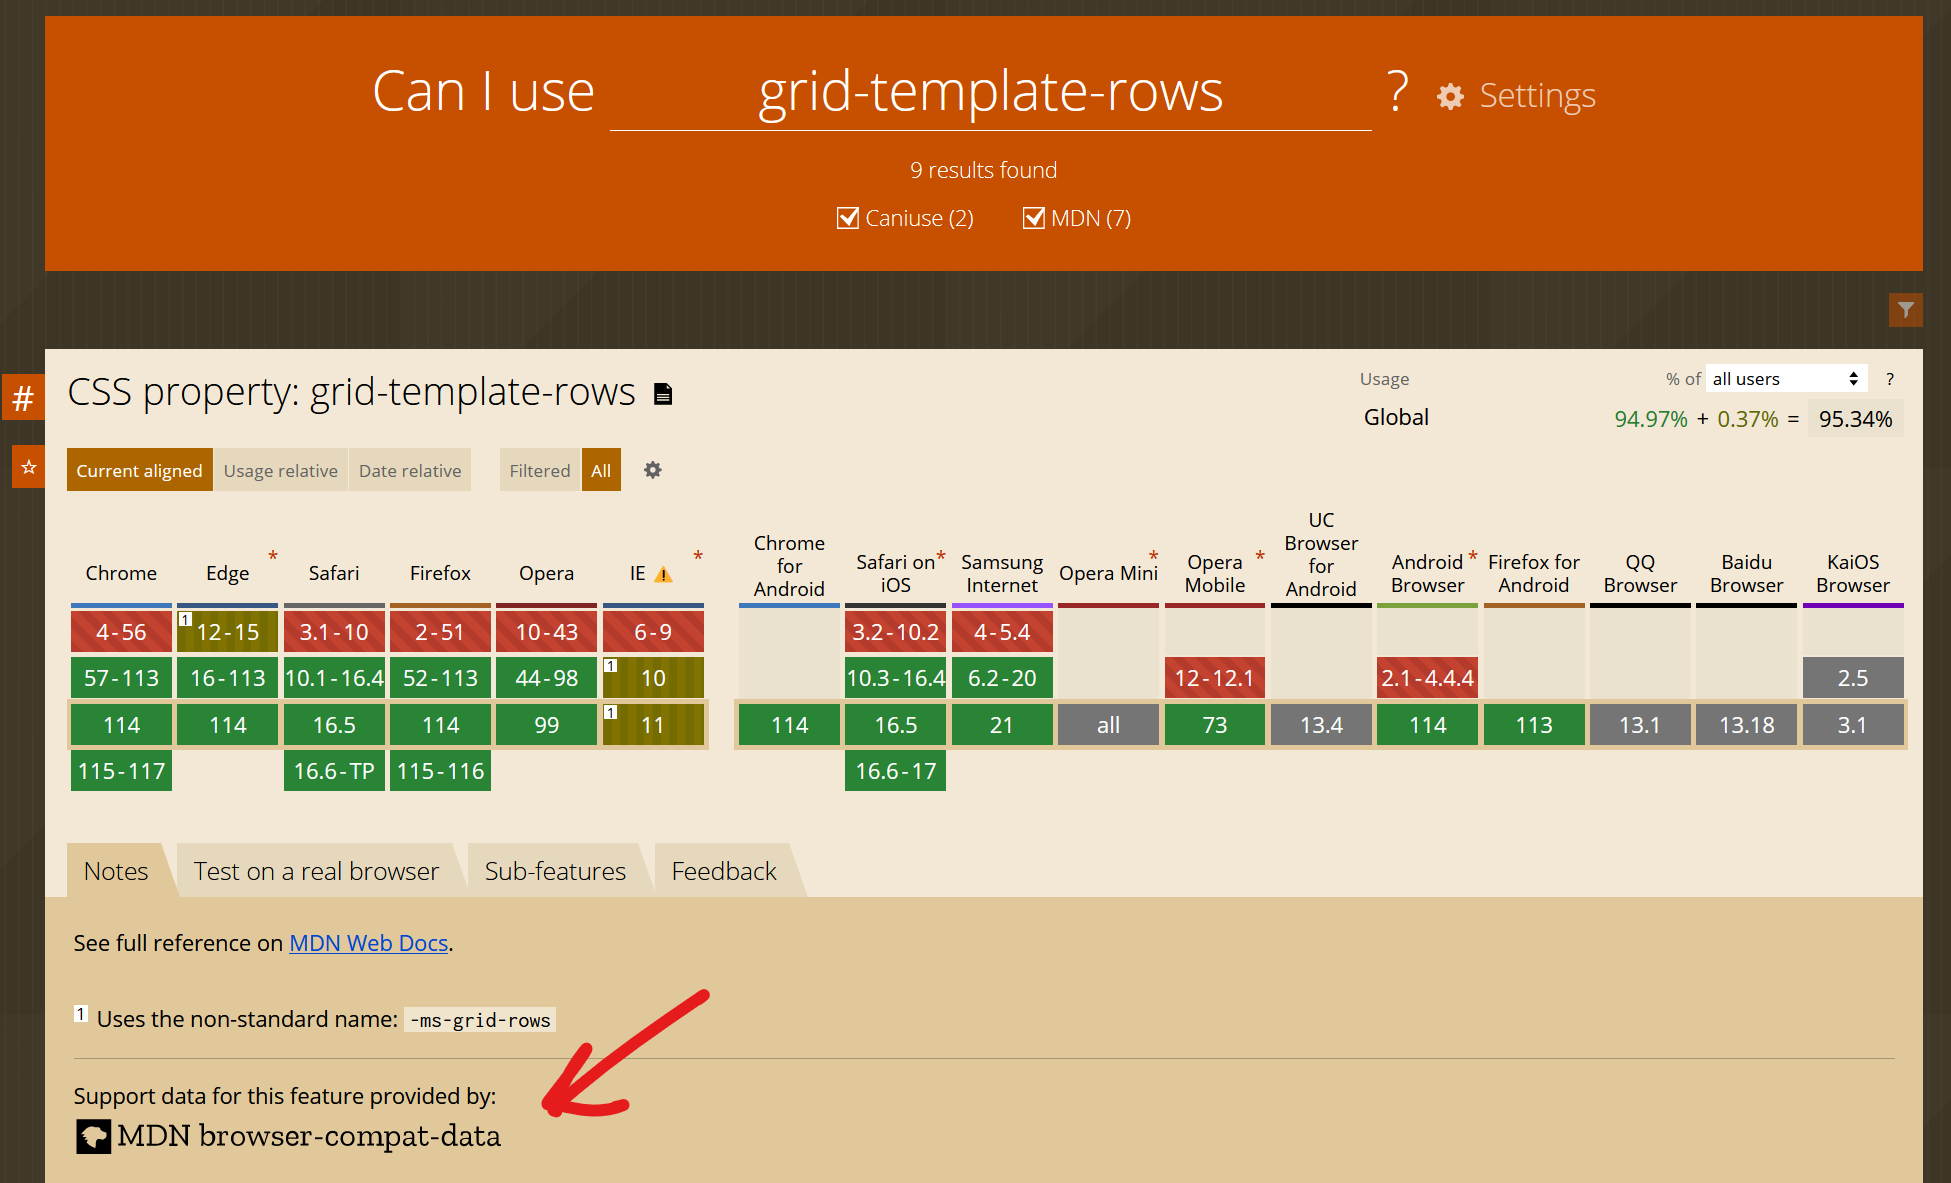 Can I use grid-template-rows ? Settings
9 results found
Caniuse (2) MDN (7)
#
CSS property: grid-template-rows
Usage % of all users ?
Global 94.97% + 0.37% = 95.34%
Current aligned Usage relative Date relative Filtered All
Chrome Edge * Safari Firefox Opera IE *
Chrome for Android Safari on iOS * Samsung Internet Opera Mini Opera Mobile * UC Browser for Android Android Browser * Firefox for Android QQ Browser Baidu Browser KaiOS Browser
4-56 1 12-15 3.1-10 2-51 10-43 6-9 3.2-10.2 4-5.4
57-113 16-113 10.1-16.4 52-113 44-98 1 10 10.3-16.4 6.2-20 12-12.1 2.1-4.4.4 2.5
114 114 16.5 114 99 1 11 114 16.5 21 all 73 13.4 114 113 13.1 13.18 3.1
115-117 16.6-TP 115-116 16.6-17
Notes Test on a real browser Sub-features Feedback
See full reference on MDN Web Docs.
1 Uses the non-standard name: -ms-grid-rows
Support data for this feature provided by:
MDN browser-compat-data